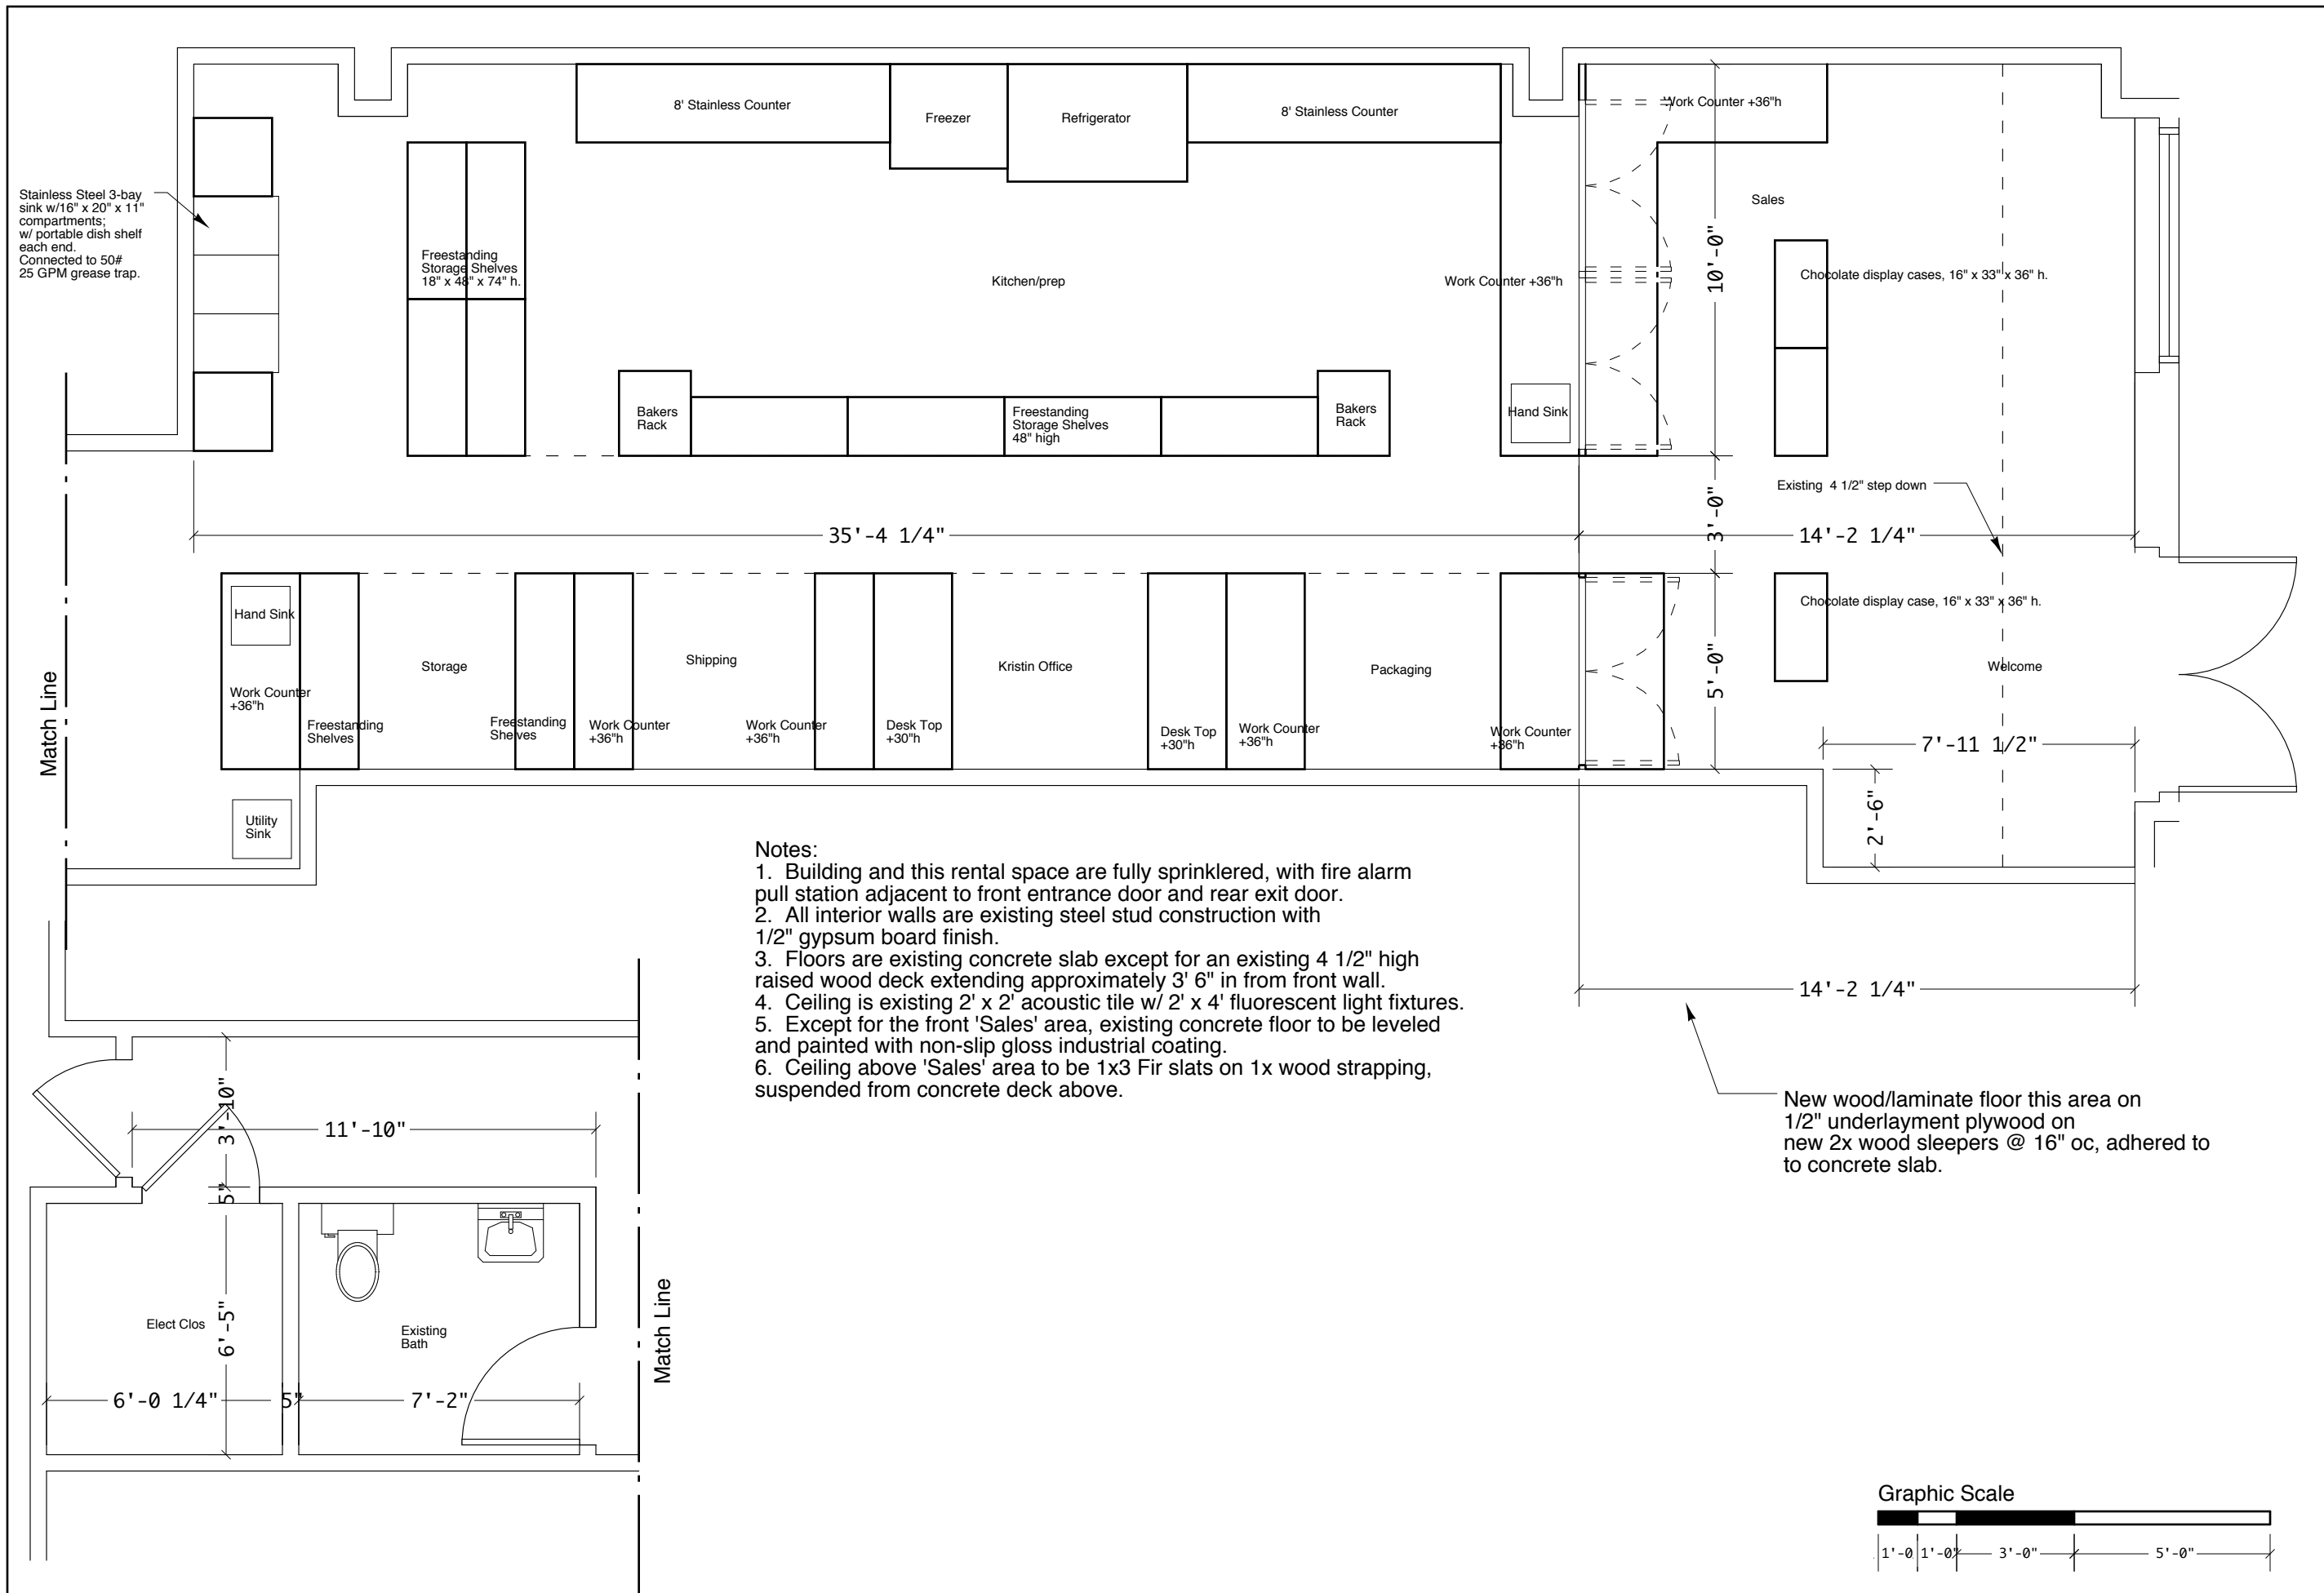 8' Stainless Counter
Freezer
Refrigerator
8' Stainless Counter
Work Counter +36"h
Stainless Steel 3-bay
sink w/16" x 20" x 11"
compartments;
w/ portable dish shelf
each end.
Connected to 50#
25 GPM grease trap.
Freestanding
Storage Shelves
18" x 48" x 74" h.
Kitchen/prep
Work Counter +36"h
10'-0"
Sales
Chocolate display cases, 16" x 33" x 36" h.
Bakers
Rack
Freestanding
Storage Shelves
48" high
Bakers
Rack
Hand Sink
Existing 4 1/2" step down
35'-4 1/4"
3'-0"
14'-2 1/4"
Match Line
Hand Sink
Work Counter
+36"h
Freestanding
Shelves
Storage
Freestanding
Shelves
Work Counter
+36"h
Shipping
Work Counter
+36"h
Desk Top
+30"h
Kristin Office
Desk Top
+30"h
Work Counter
+36"h
Packaging
Work Counter
+36"h
5'-0"
Chocolate display case, 16" x 33" x 36" h.
Welcome
7'-11 1/2"
2'-6"
Utility
Sink
Notes:
1. Building and this rental space are fully sprinklered, with fire alarm
pull station adjacent to front entrance door and rear exit door.
2. All interior walls are existing steel stud construction with
1/2" gypsum board finish.
3. Floors are existing concrete slab except for an existing 4 1/2" high
raised wood deck extending approximately 3' 6" in from front wall.
4. Ceiling is existing 2' x 2' acoustic tile w/ 2' x 4' fluorescent light fixtures.
5. Except for the front 'Sales' area, existing concrete floor to be leveled
and painted with non-slip gloss industrial coating.
6. Ceiling above 'Sales' area to be 1x3 Fir slats on 1x wood strapping,
suspended from concrete deck above.
14'-2 1/4"
New wood/laminate floor this area on
1/2" underlayment plywood on
new 2x wood sleepers @ 16" oc, adhered to
to concrete slab.
3'-10"
11'-10"
5"
6'-5"
Elect Clos
Existing
Bath
Match Line
6'-0 1/4"
5"
7'-2"
Graphic Scale
1'-0
1'-0"
3'-0"
5'-0"